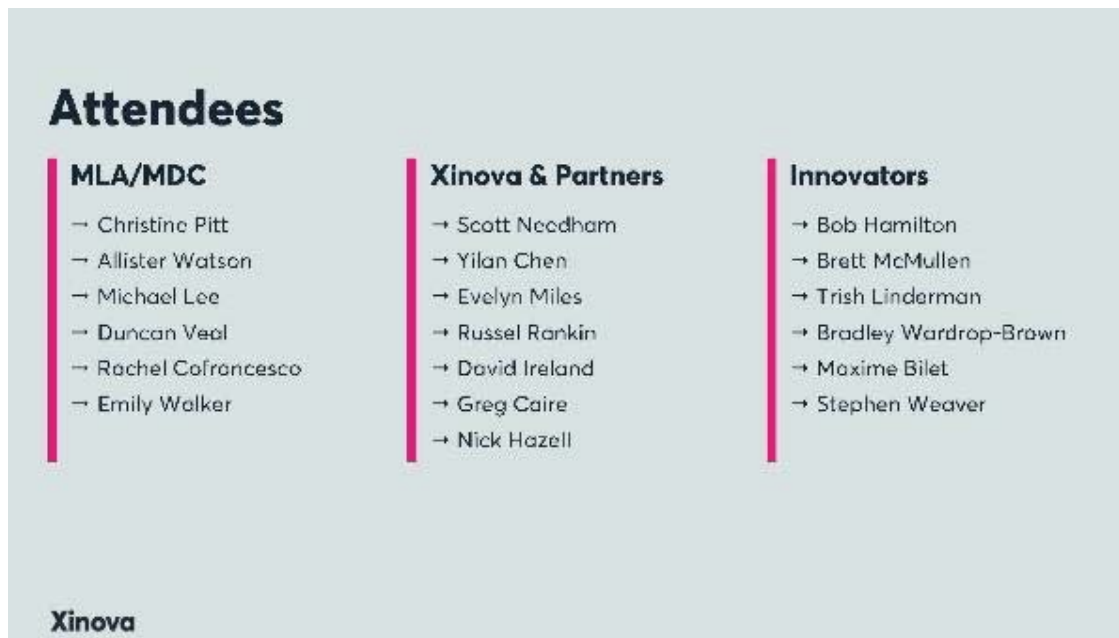 Attendees
MLA/MDC
→ Christine Pitt
→ Allister Watson
→ Michael Lee
→ Duncan Veal
→ Rachel Cofrancesco
→ Emily Walker
Xinova & Partners
→ Scott Needham
→ Yilan Chen
→ Evelyn Miles
→ Russel Rankin
→ David Ireland
→ Greg Caire
→ Nick Hazell
Innovators
→ Bob Hamilton
→ Brett McMullen
→ Trish Linderman
→ Bradley Wardrop-Brown
→ Maxime Bilet
→ Stephen Weaver
Xinova